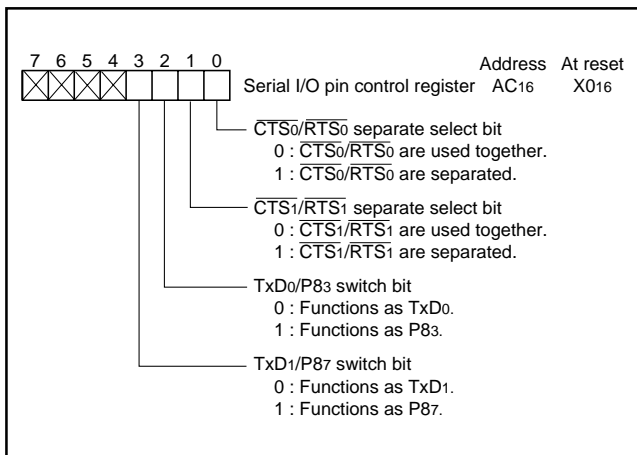 7 6 5 4 3 2 1 0
Address At reset
Serial I/O pin control register AC16 X016
CTS0/RTS0 separate select bit
0 : CTS0/RTS0 are used together.
1 : CTS0/RTS0 are separated.
CTS1/RTS1 separate select bit
0 : CTS1/RTS1 are used together.
1 : CTS1/RTS1 are separated.
TxD0/P83 switch bit
0 : Functions as TxD0.
1 : Functions as P83.
TxD1/P87 switch bit
0 : Functions as TxD1.
1 : Functions as P87.